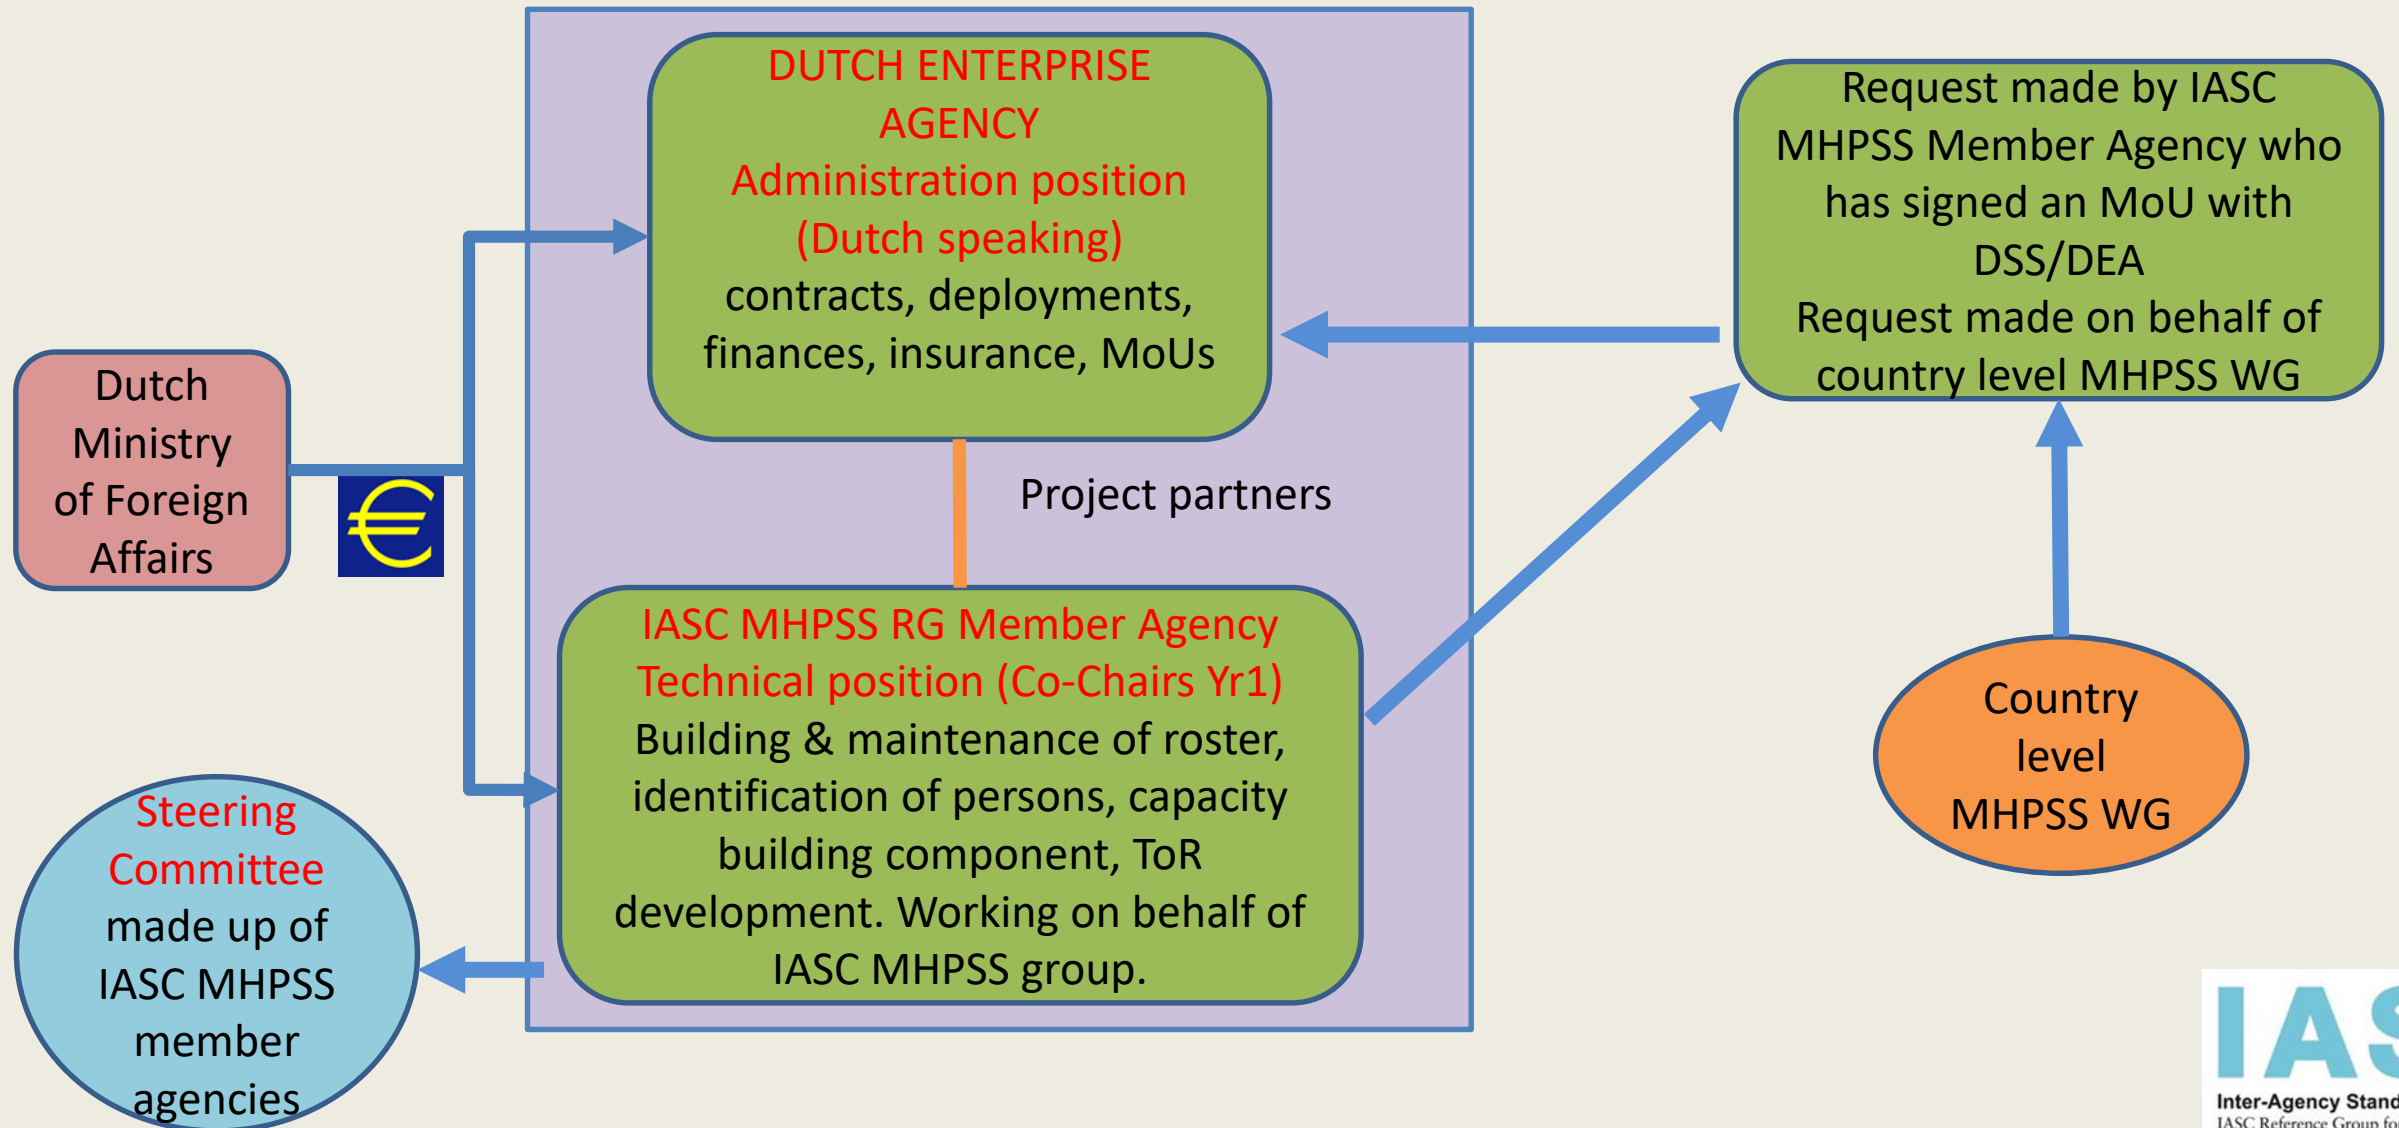 DUTCH ENTERPRISE
AGENCY
Administration position
(Dutch speaking)
contracts, deployments,
finances, insurance, MoUs
Request made by IASC
MHPSS Member Agency who
has signed an MoU with
DSS/DEA
Request made on behalf of
country level MHPSS WG
Dutch
Ministry
of Foreign
Affairs
€
Project partners
IASC MHPSS RG Member Agency
Technical position (Co-Chairs Yr1)
Building & maintenance of roster,
identification of persons, capacity
building component, ToR
development. Working on behalf of
IASC MHPSS group.
Country
level
MHPSS WG
Steering
Committee
made up of
IASC MHPSS
member
agencies
IAS
Inter-Agency Stand
IASC Reference Group for